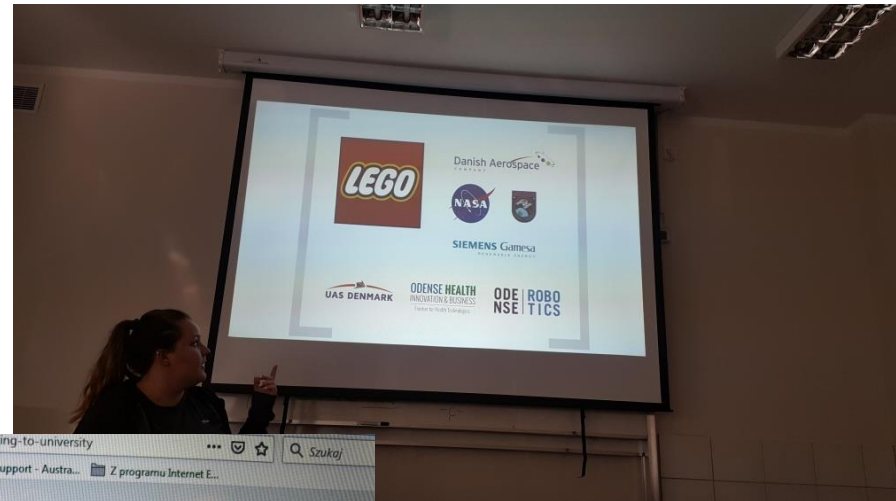 LEGO
Danish Aerospace
COMPANY
NASA
SIEMENS Gamesa
RENEWABLE ENERGY
UAS DENMARK
ODENSE HEALTH
INNOVATION & BUSINESS
ODE ROBO
NSE TICS
ing-to-university
Szukaj
upport - Austra...
Z programu Internet E...